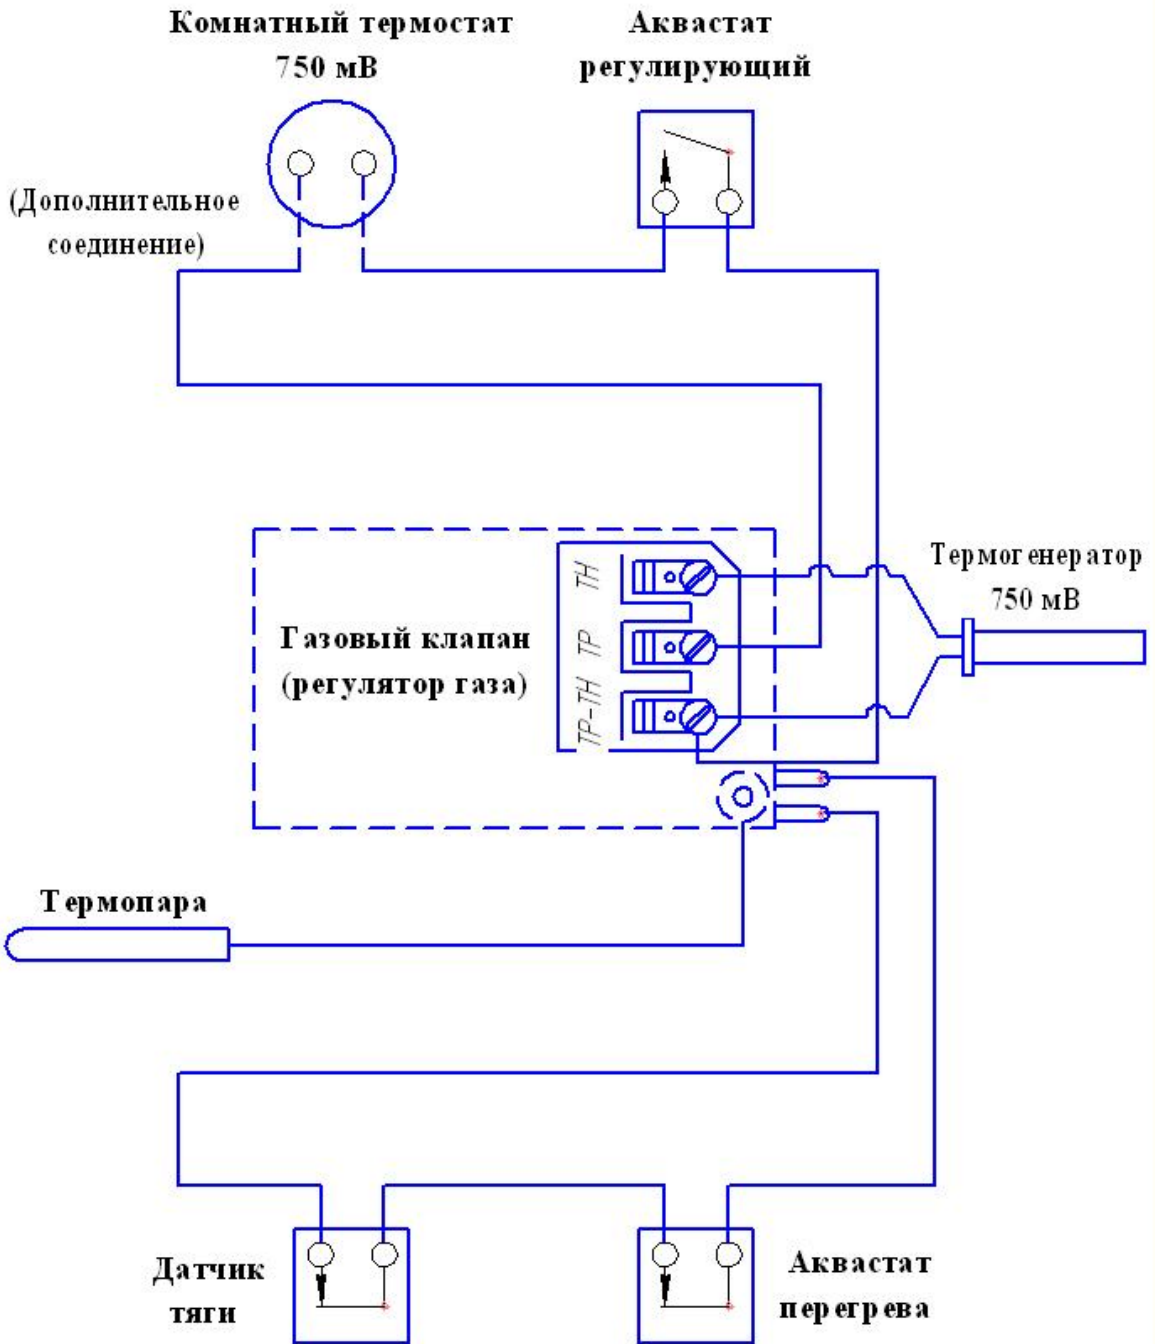 Комнатный термостат
750 мВ
Аквастат
регулирующий
(Дополнительное
соединение)
Термогенератор
750 мВ
Газовый клапан
(регулятор газа)
TH
TP
TP-TH
Термопара
Датчик
тяги
Аквастат
перегрева